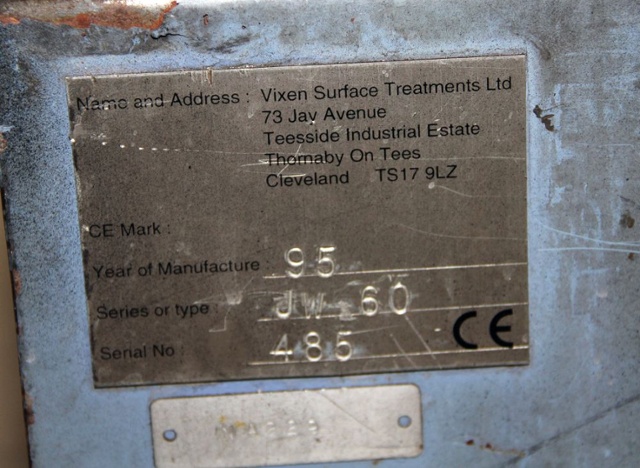 Name and Address : Vixen Surface Treatments Ltd
73 Jay Avenue
Teesside Industrial Estate
Thornaby On Tees
Cleveland TS17 9LZ
CE Mark :
Year of Manufacture : 95
Series or type : JW 60
Serial No : 485
CE